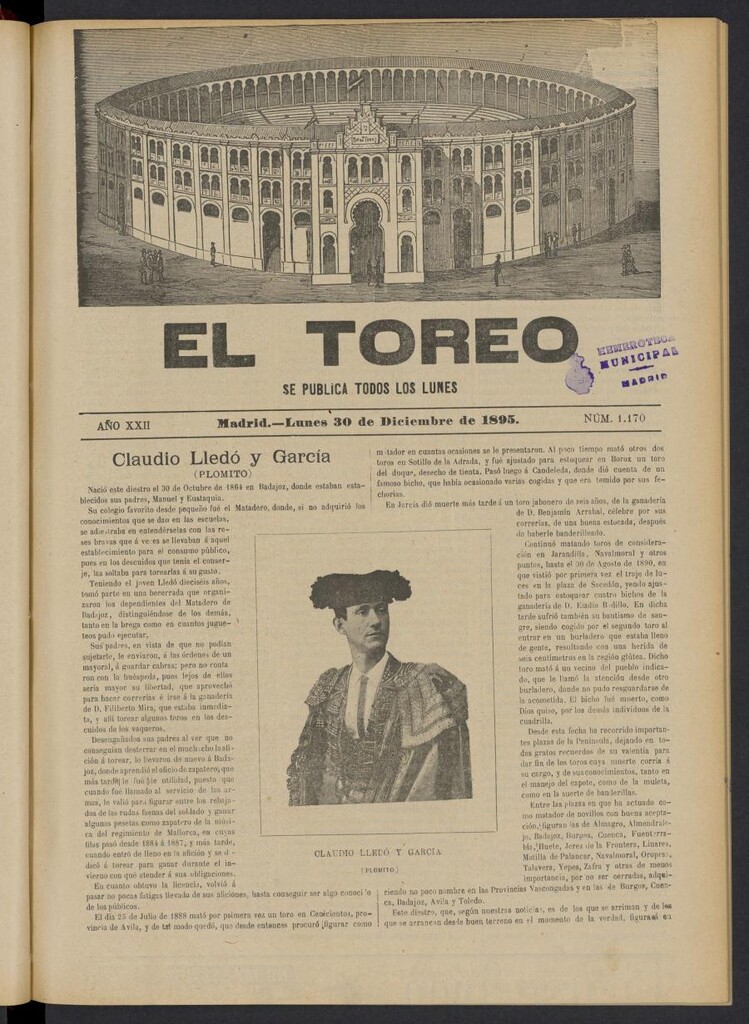 EL TOREO
HEMEROTECA
MUNICIPAL
MADRID
SE PUBLICA TODOS LOS LUNES
AÑO XXII
Madrid.—Lunes 30 de Diciembre de 1895.
NÚM. 1.170
Claudio Lledó y García
(PLOMITO)
Nació este diestro el 30 de Octubre de 1864 en Badajoz, donde estaban esta-
blecidos sus padres, Manuel y Eustaquia.
Su colegio favorito desde pequeño fué el Matadero, donde, si no adquirió los
conocimientos que se dan en las escuelas,
se adiestraba en entendérselas con las re-
ses bravas que á veces se llevaban á aquel
establecimiento para el consumo público,
pues en los descuidos que tenía el conser-
je, las soltaba para torearlas á su gusto.
Teniendo el joven Lledó dieciséis años,
tomó parte en una becerrada que organi-
zaron los dependientes del Matadero de
Badajoz, distinguiéndose de los demás,
tanto en la brega como en cuantos jugue-
teos pudo ejecutar.
Sus padres, en vista de que no podían
sujetarle, le enviaron, á las órdenes de un
mayoral, á guardar cabras; pero no conta
ron con la huéspeda, pues lejos de ellos
sería mayor su libertad, que aprovechó
para hacer correrías é irse á la ganadería
de D. Filiberto Mira, que estaba inmedia-
ta, y allí torear algunos toros en los des-
cuidos de los vaqueros.
Desengañados sus padres al ver que no
conseguían desterrar en el muchacho la afi-
ción á torear, lo llevaron de nuevo á Bada-
joz, donde aprendió el oficio de zapatero, que
más tarde le fué de utilidad, puesto que
cuando fué llamado al servicio de las ar-
mas, le valió para figurar entre los rebaja-
dos de las rudas faenas del soldado y ganar
algunas pesetas como zapatero de la músi-
ca del regimiento de Mallorca, en cuyas
filas pasó desde 1884 á 1887, y más tarde,
cuando entró de lleno en la afición y se de-
dicó á torear para ganar durante el in-
vierno con qué atender á sus obligaciones.
En cuanto obtuvo la licencia, volvió á
pasar no pocas fatigas llevado de sus aficiones, hasta conseguir ser algo conocido
de los públicos.
El día 25 de Julio de 1888 mató por primera vez un toro en Cenicientos, pro-
vincia de Avila, y de tal modo quedó, que desde entonces procuró figurar como
matador en cuantas ocasiones se le presentaron. Al poco tiempo mató otros dos
toros en Sotillo de la Adrada, y fué ajustado para estoquear en Borox un toro
del duque, desecho de tienta. Pasó luego á Candeleda, donde dió cuenta de un
famoso bicho, que había ocasionado varias cogidas y que era temido por sus fe-
chorías.
En Jarcia dió muerte más tarde á un toro jabonero de seis años, de la ganadería
de D. Benjamín Arrabal, célebre por sus
correrías, de una buena estocada, después
de haberle banderilleado.
Continuó matando toros de considera-
ción en Jarandilla, Navalmoral y otros
puntos, hasta el 30 de Agosto de 1890, en
que vistió por primera vez el traje de lu-
ces en la plaza de Sacedón, yendo ajus-
tado para estoquear cuatro bichos de la
ganadería de D. Eladio Badillo. En dicha
tarde sufrió también su bautismo de san-
gre, siendo cogido por el segundo toro al
entrar en un burladero que estaba lleno
de gente, resultando con una herida de
seis centímetros en la región glútea. Dicho
toro mató á un vecino del pueblo indica-
do, que le llamó la atención desde otro
burladero, donde no pudo resguardarse de
la acometida. El bicho fué muerto, como
Dios quiso, por los demás individuos de la
cuadrilla.
Desde esta fecha ha recorrido importan-
tes plazas de la Península, dejando en to-
das gratos recuerdos de su valentía para
dar fin de los toros cuya muerte corría á
su cargo, y de sus conocimientos, tanto en
el manejo del capote, como de la muleta,
como en la suerte de banderillas.
Entre las plazas en que ha actuado co-
mo matador de novillos con buena acepta-
ción, figuran las de Almagro, Almendrale-
jo, Badajoz, Burgos, Cuenca, Fuenterra-
bía, Huete, Jerez de la Frontera, Linares,
Motilla de Palancar, Navalmoral, Oropesa,
Talavera, Yepes, Zafra y otras de menos
importancia, por no ser cerradas, adqui-
riendo no poco nombre en las Provincias Vascongadas y en las de Burgos, Cuen-
ca, Badajoz, Avila y Toledo.
Este diestro, que, según nuestras noticias, es de los que se arriman y de los
que se arrancan desde buen terreno en el momento de la verdad, figurará en
CLAUDIO LLEDÓ Y GARCÍA
(PLOMITO)